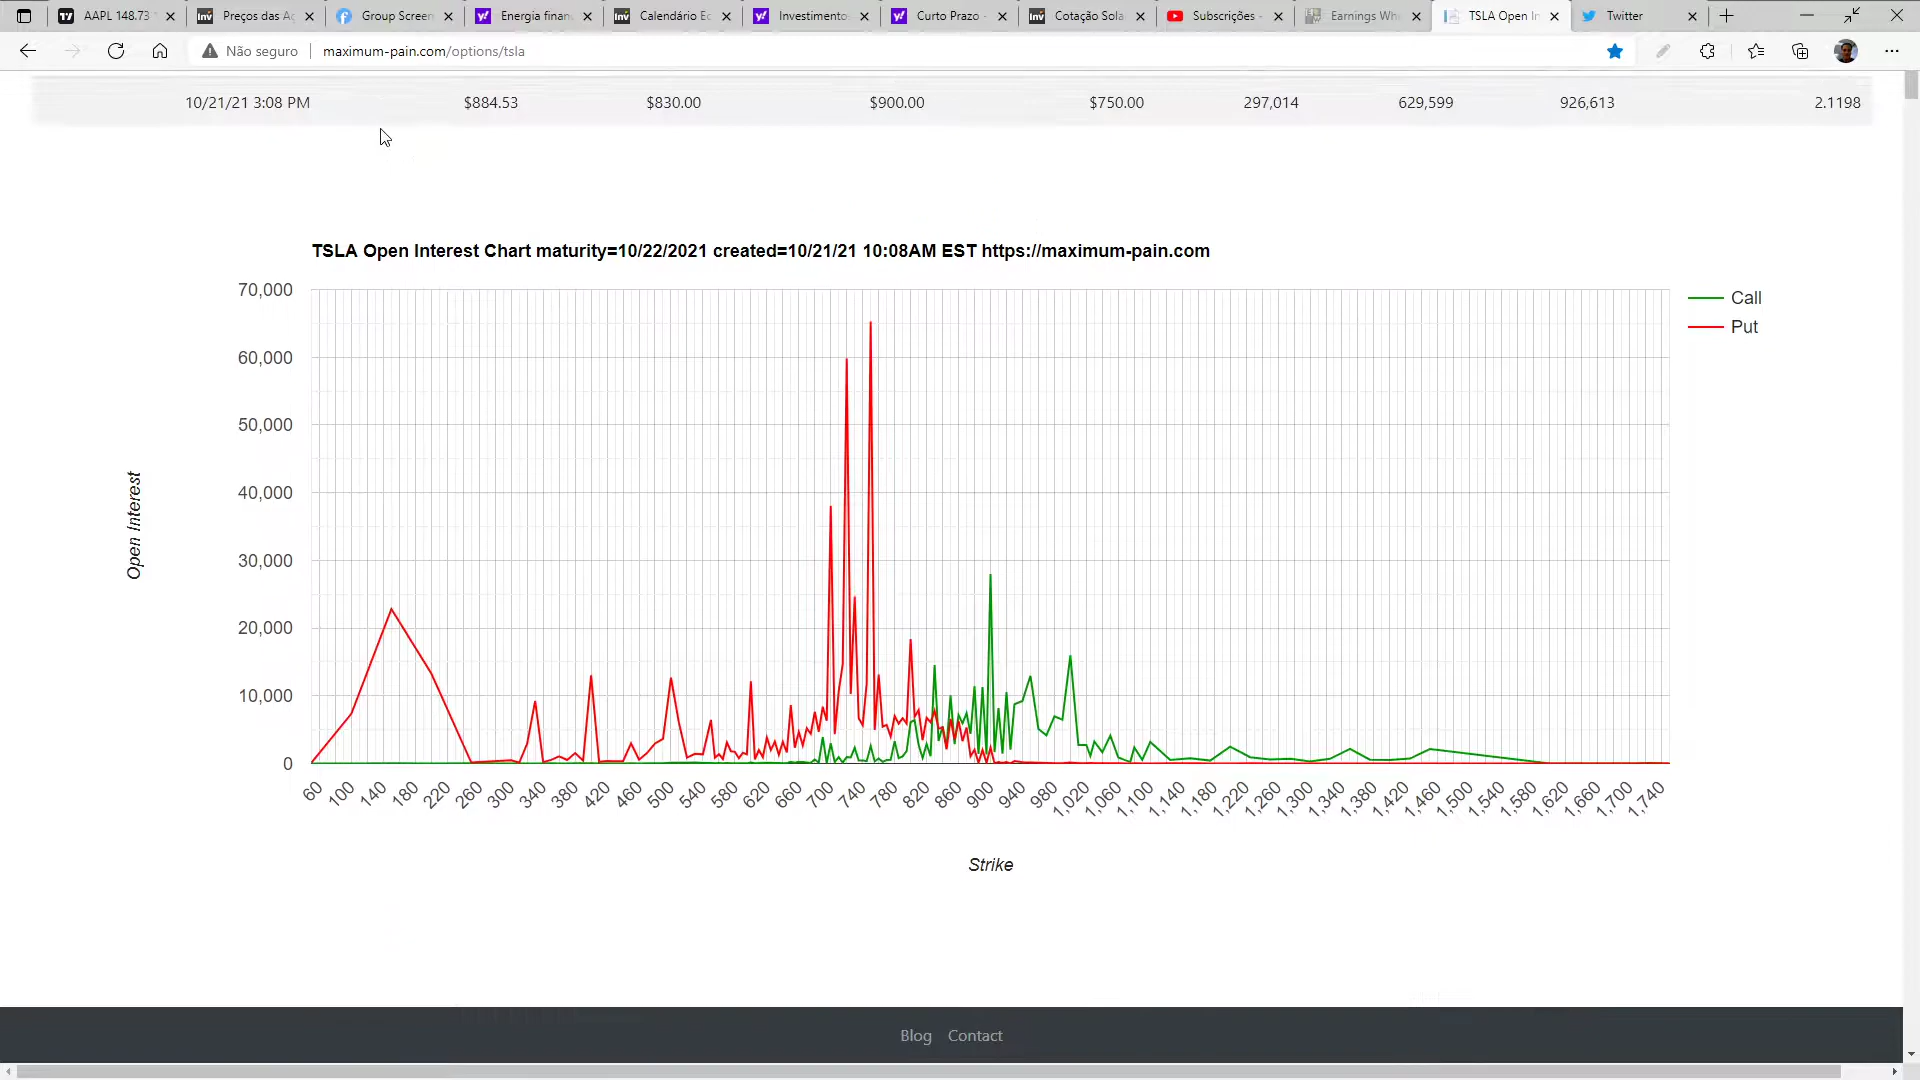 AAPL 148.73
Preços das Aç
Group Screen
Energia finan
Calendário Ec
Investimento
Curto Prazo -
Cotação Sola
Subscrições -
Earnings Wh
TSLA Open In
Twitter
Não seguro
maximum-pain.com/options/tsla
10/21/21 3:08 PM $884.53 $830.00 $900.00 $750.00 297,014 629,599 926,613 2.1198
TSLA Open Interest Chart maturity=10/22/2021 created=10/21/21 10:08AM EST https://maximum-pain.com
70,000
60,000
50,000
40,000
30,000
20,000
10,000
0
Open Interest
Call
Put
60 100 140 180 220 260 300 340 380 420 460 500 540 580 620 660 700 740 780 820 860 900 940 980 1,020 1,060 1,100 1,140 1,180 1,220 1,260 1,300 1,340 1,380 1,420 1,460 1,500 1,540 1,580 1,620 1,660 1,700 1,740
Strike
Blog Contact